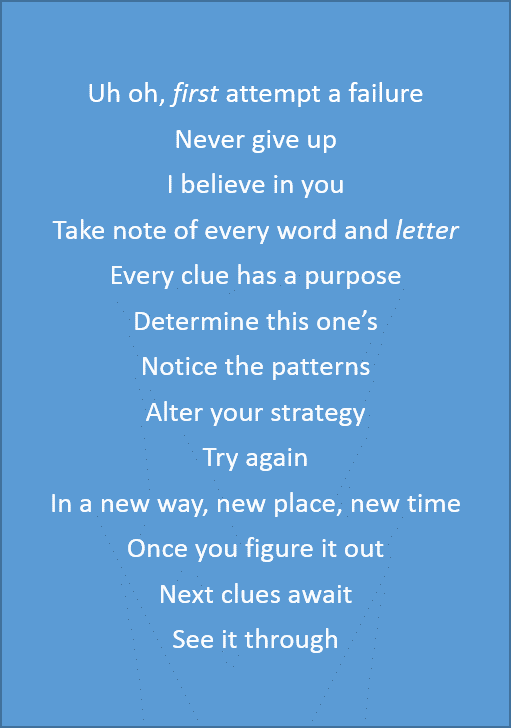 Uh oh, first attempt a failure
Never give up
I believe in you
Take note of every word and letter
Every clue has a purpose
Determine this one’s
Notice the patterns
Alter your strategy
Try again
In a new way, new place, new time
Once you figure it out
Next clues await
See it through